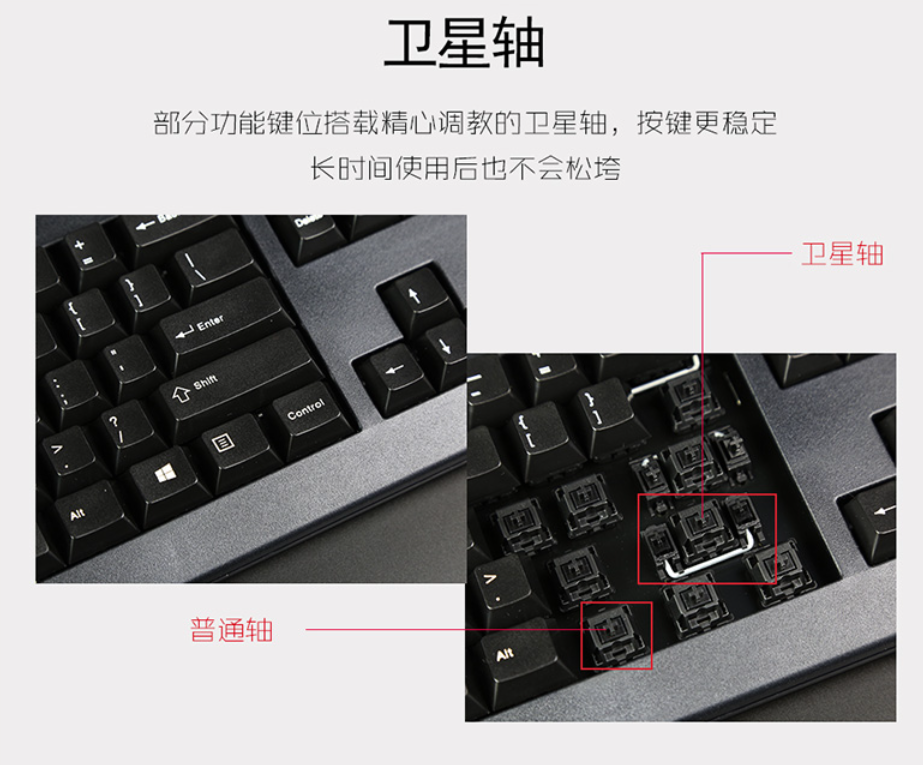 卫星轴
部分功能键位搭载精心调教的卫星轴，按键更稳定
长时间使用后也不会松垮
卫星轴
普通轴
+
=
Delete
{
[
}
]
|
\
Enter
:
;
"
'
Shift
>
.
?
/
Control
Alt
{
[
}
]
>
.
Alt